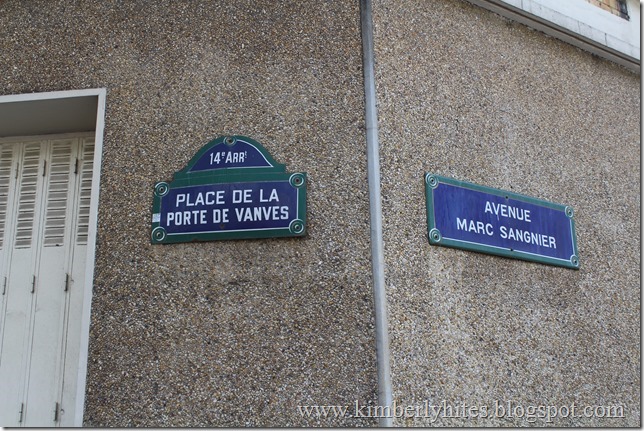 14e Arrt
PLACE DE LA
PORTE DE VANVES
AVENUE
MARC SANGNIER
www.kimberlyhites.blogspot.com